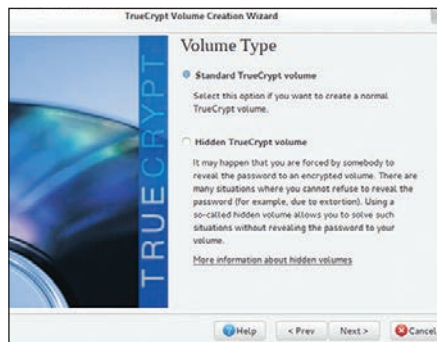 TrueCrypt Volume Creation Wizard
TRUECRYPT
Volume Type
Standard TrueCrypt volume
Select this option if you want to create a normal
TrueCrypt volume.
Hidden TrueCrypt volume
It may happen that you are forced by somebody to
reveal the password to an encrypted volume. There are
many situations where you cannot refuse to reveal the
password (for example, due to extortion). Using a
so-called hidden volume allows you to solve such
situations without revealing the password to your
volume.
More information about hidden volumes
Help < Prev Next > Cancel